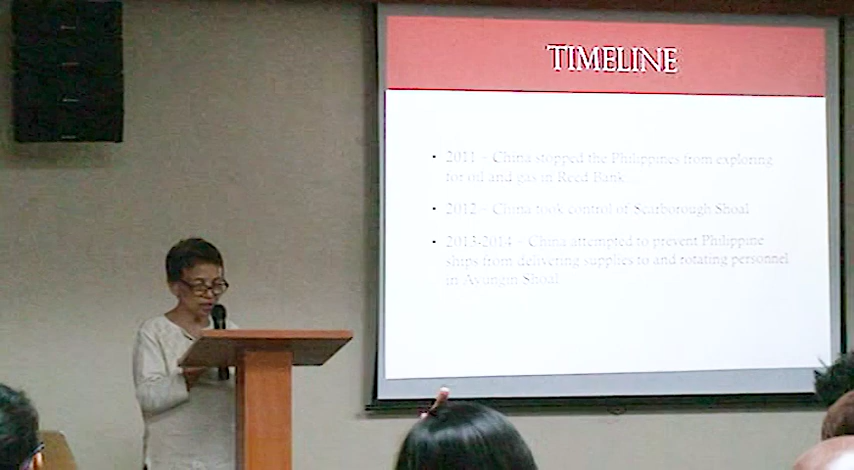 TIMELINE
• 2011 - China stopped the Philippines from exploring
for oil and gas in Reed Bank
• 2012 - China took control of Scarborough Shoal
• 2013-2014 - China attempted to prevent Philippine
ships from delivering supplies to and rotating personnel
in Ayungin Shoal